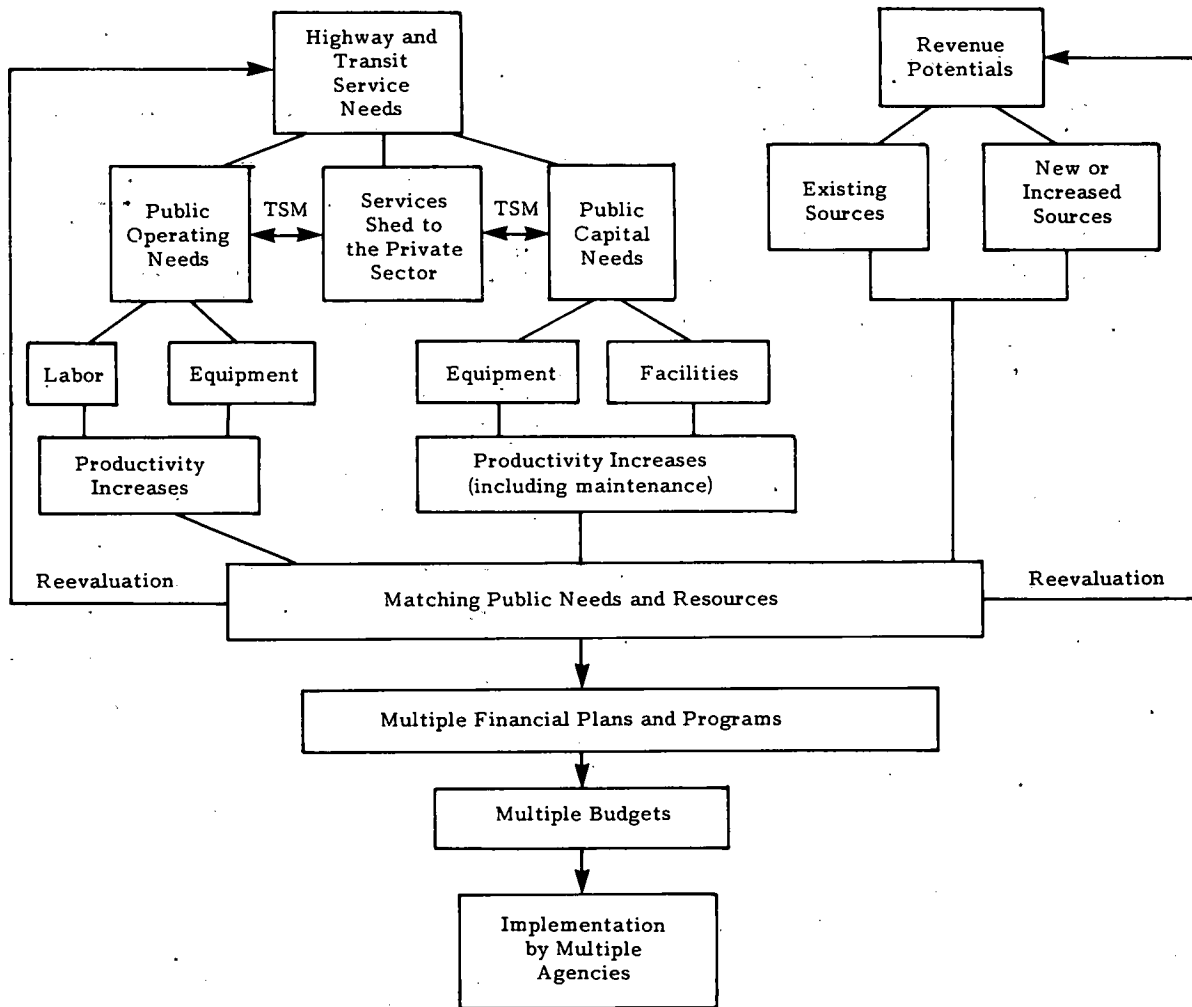 Highway and
Transit
Service
Needs
Revenue
Potentials
Public
Operating
Needs
TSM
Services
Shed to
the Private
Sector
TSM
Public
Capital
Needs
Existing
Sources
New or
Increased
Sources
Labor
Equipment
Equipment
Facilities
Productivity
Increases
Productivity Increases
(including maintenance)
Reevaluation
Matching Public Needs and Resources
Reevaluation
Multiple Financial Plans and Programs
Multiple Budgets
Implementation
by Multiple
Agencies